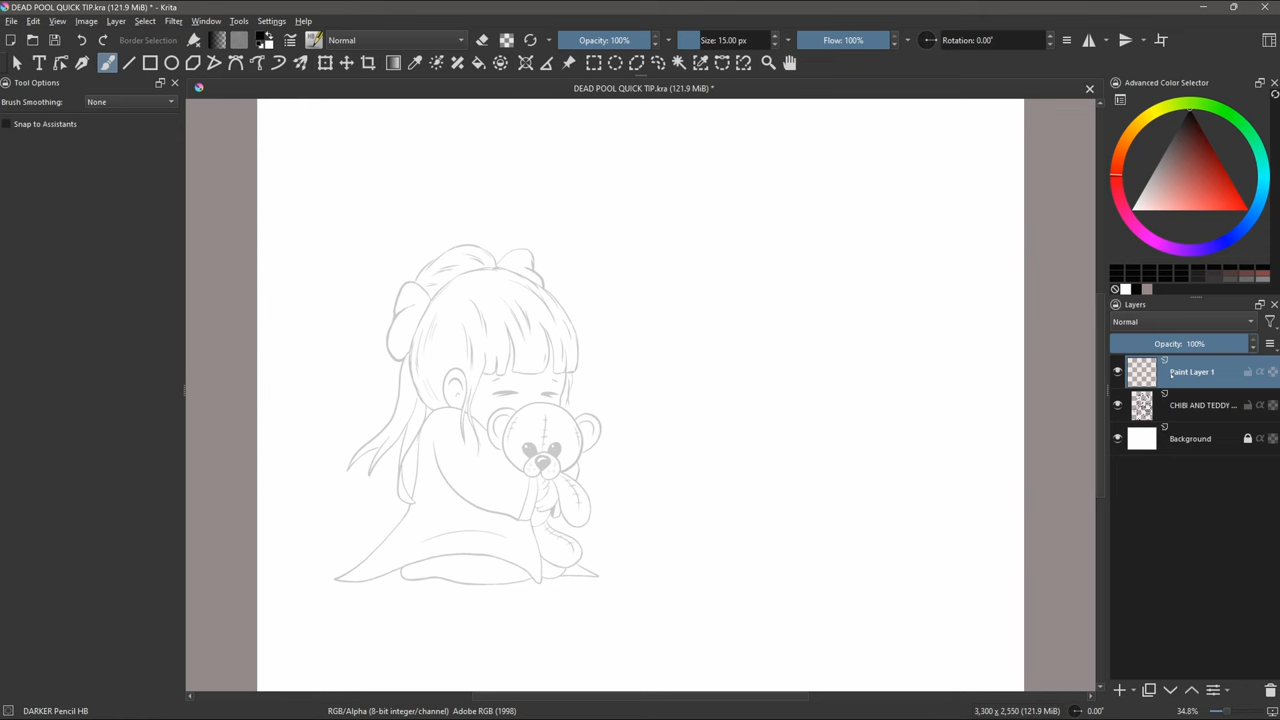 DEAD POOL QUICK TIP.kra (121.9 MiB) * - Krita
File Edit View Image Layer Select Filter Tools Window Settings Help
Border Selection Normal Opacity: 100% Size: 15.00 px Flow: 100% Rotation: 0.00°
Tool Options
Brush Smoothing: None
Snap to Assistants
DEAD POOL QUICK TIP.kra (121.9 MiB) *
Advanced Color Selector
Layers
Normal
Opacity: 100%
Paint Layer 1
CHIBI AND TEDDY ...
Background
DARKER Pencil HB
RGB/Alpha (8-bit integer/channel) Adobe RGB (1998)
3,300 x 2,550 (121.9 MiB)
0.00°
34.8%